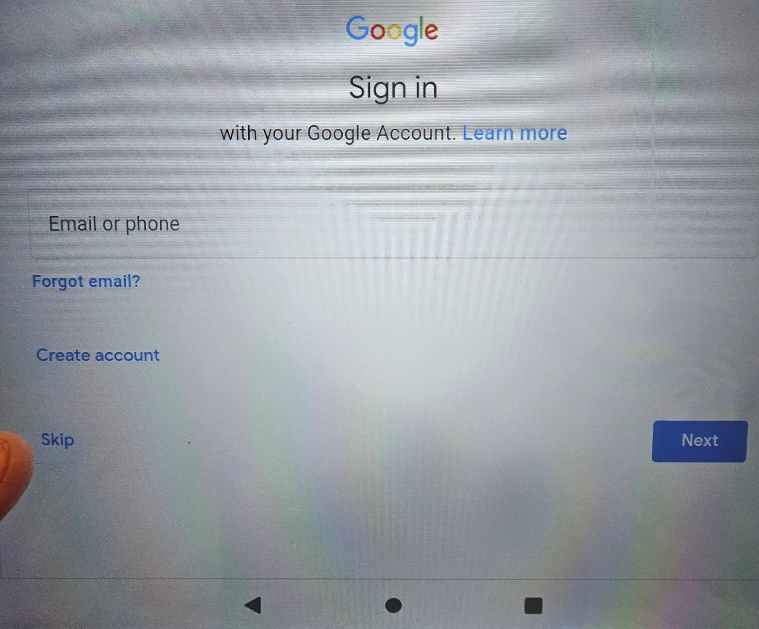 Google
Sign in
with your Google Account. Learn more
Email or phone
Forgot email?
Create account
Skip
Next